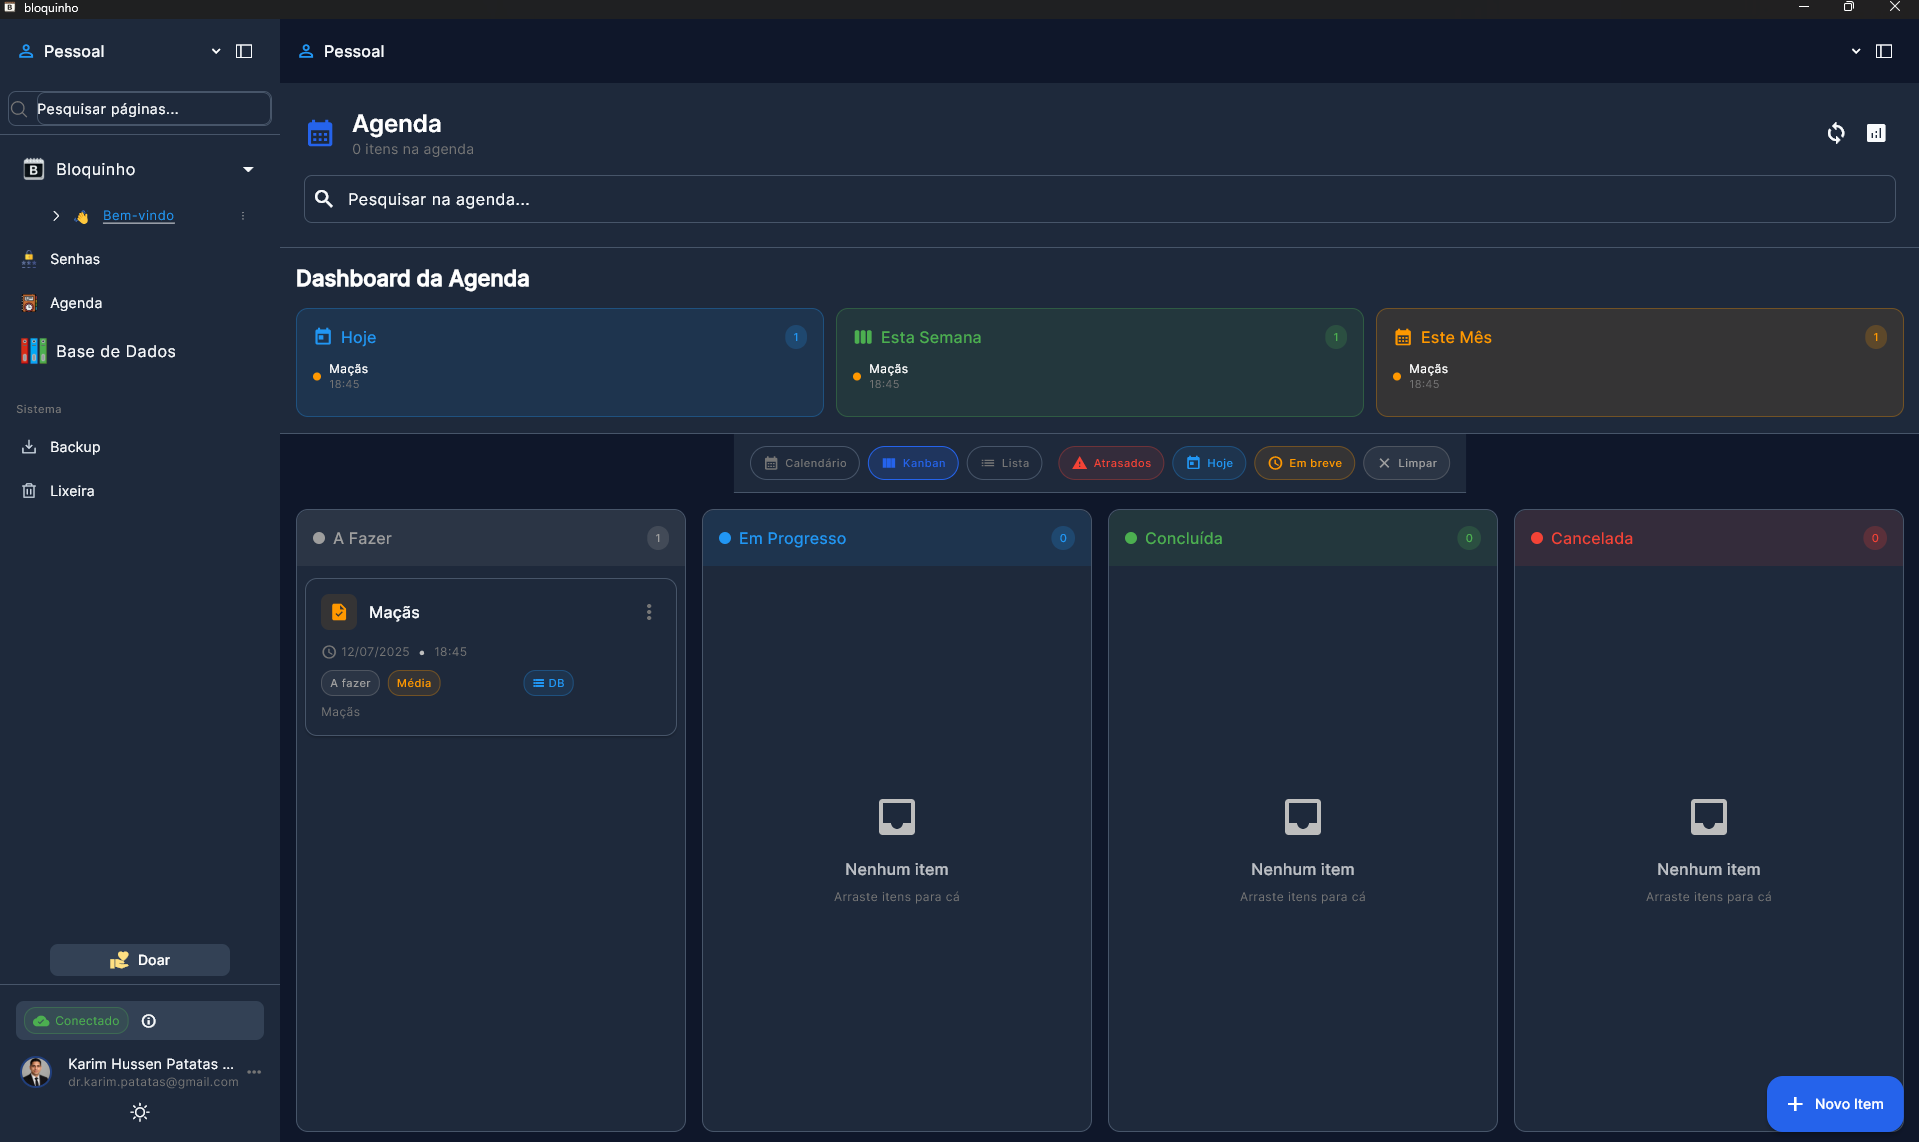 bloquinho
Pessoal
Pesquisar páginas...
Bloquinho
Bem-vindo
Senhas
Agenda
Base de Dados
Sistema
Backup
Lixeira
Doar
Conectado
Karim Hussen Patatas ...
dr.karim.patatas@gmail.com
Pessoal
Agenda
0 itens na agenda
Pesquisar na agenda...
Dashboard da Agenda
Hoje 1
Maçãs
18:45
Esta Semana 1
Maçãs
18:45
Este Mês 1
Maçãs
18:45
Calendário Kanban Lista Atrasados Hoje Em breve Limpar
A Fazer 1
Maçãs
12/07/2025 • 18:45
A fazer Média DB
Maçãs
Em Progresso 0
Nenhum item
Arraste itens para cá
Concluída 0
Nenhum item
Arraste itens para cá
Cancelada 0
Nenhum item
Arraste itens para cá
Novo Item